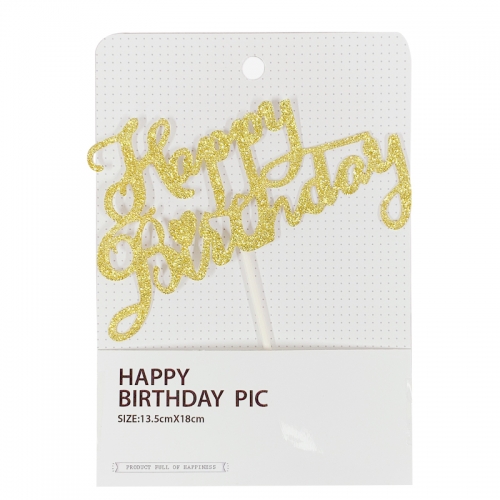 Happy
Birthday
HAPPY
BIRTHDAY PIC
SIZE:13.5cmX18cm
PRODUCT FULL OF HAPPINESS